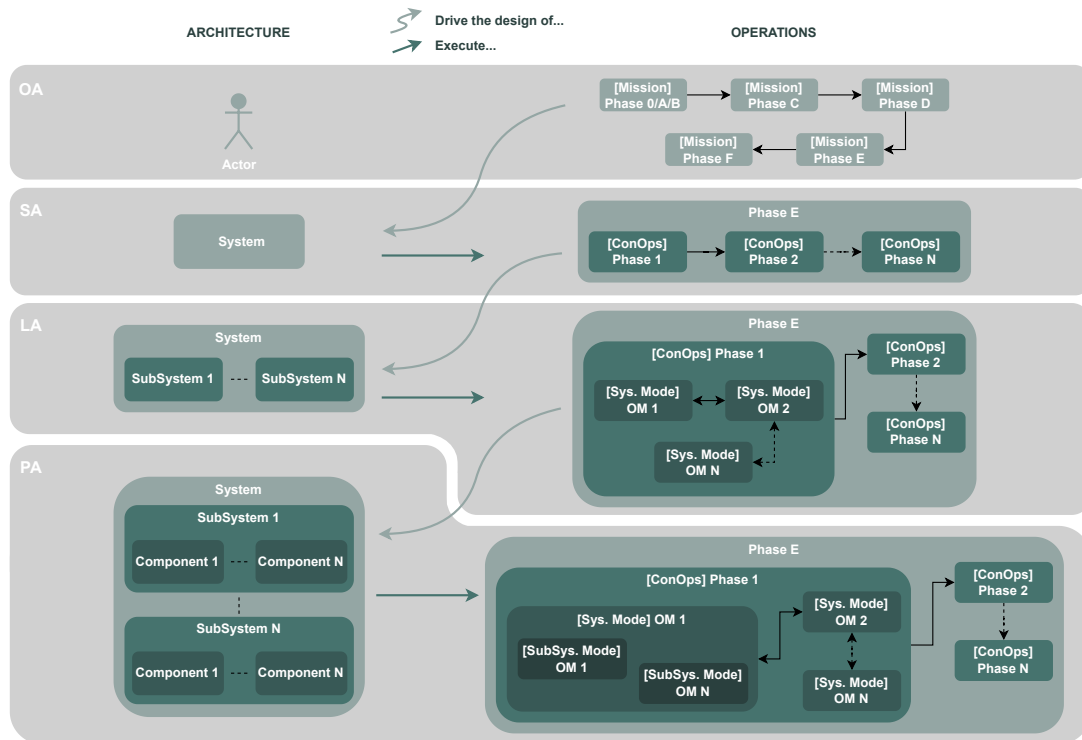 ARCHITECTURE
Drive the design of...
Execute...
OPERATIONS
OA
Actor
[Mission]
Phase 0/A/B
[Mission]
Phase C
[Mission]
Phase D
[Mission]
Phase F
[Mission]
Phase E
SA
System
Phase E
[ConOps]
Phase 1
[ConOps]
Phase 2
[ConOps]
Phase N
LA
System
SubSystem 1
SubSystem N
Phase E
[ConOps] Phase 1
[Sys. Mode]
OM 1
[Sys. Mode]
OM 2
[Sys. Mode]
OM N
[ConOps]
Phase 2
[ConOps]
Phase N
PA
System
SubSystem 1
Component 1
Component N
SubSystem N
Component 1
Component N
Phase E
[ConOps] Phase 1
[Sys. Mode] OM 1
[SubSys. Mode]
OM 1
[SubSys. Mode]
OM N
[Sys. Mode]
OM 2
[Sys. Mode]
OM N
[ConOps]
Phase 2
[ConOps]
Phase N